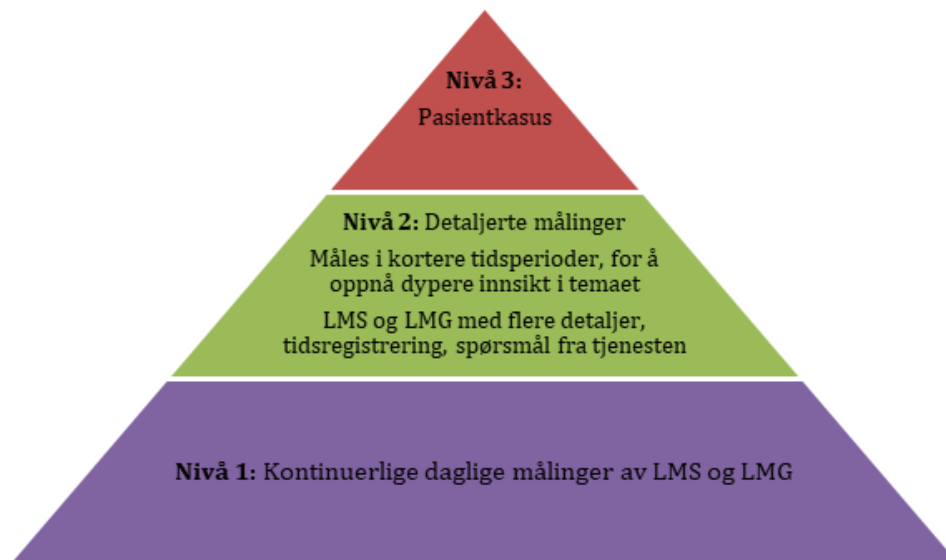 Nivå 3:
Pasientkasus
Nivå 2: Detaljerte målinger
Måles i kortere tidsperioder, for å
oppnå dypere innsikt i temaet
LMS og LMG med flere detaljer,
tidsregistrering, spørsmål fra tjenesten
Nivå 1: Kontinuerlige daglige målinger av LMS og LMG